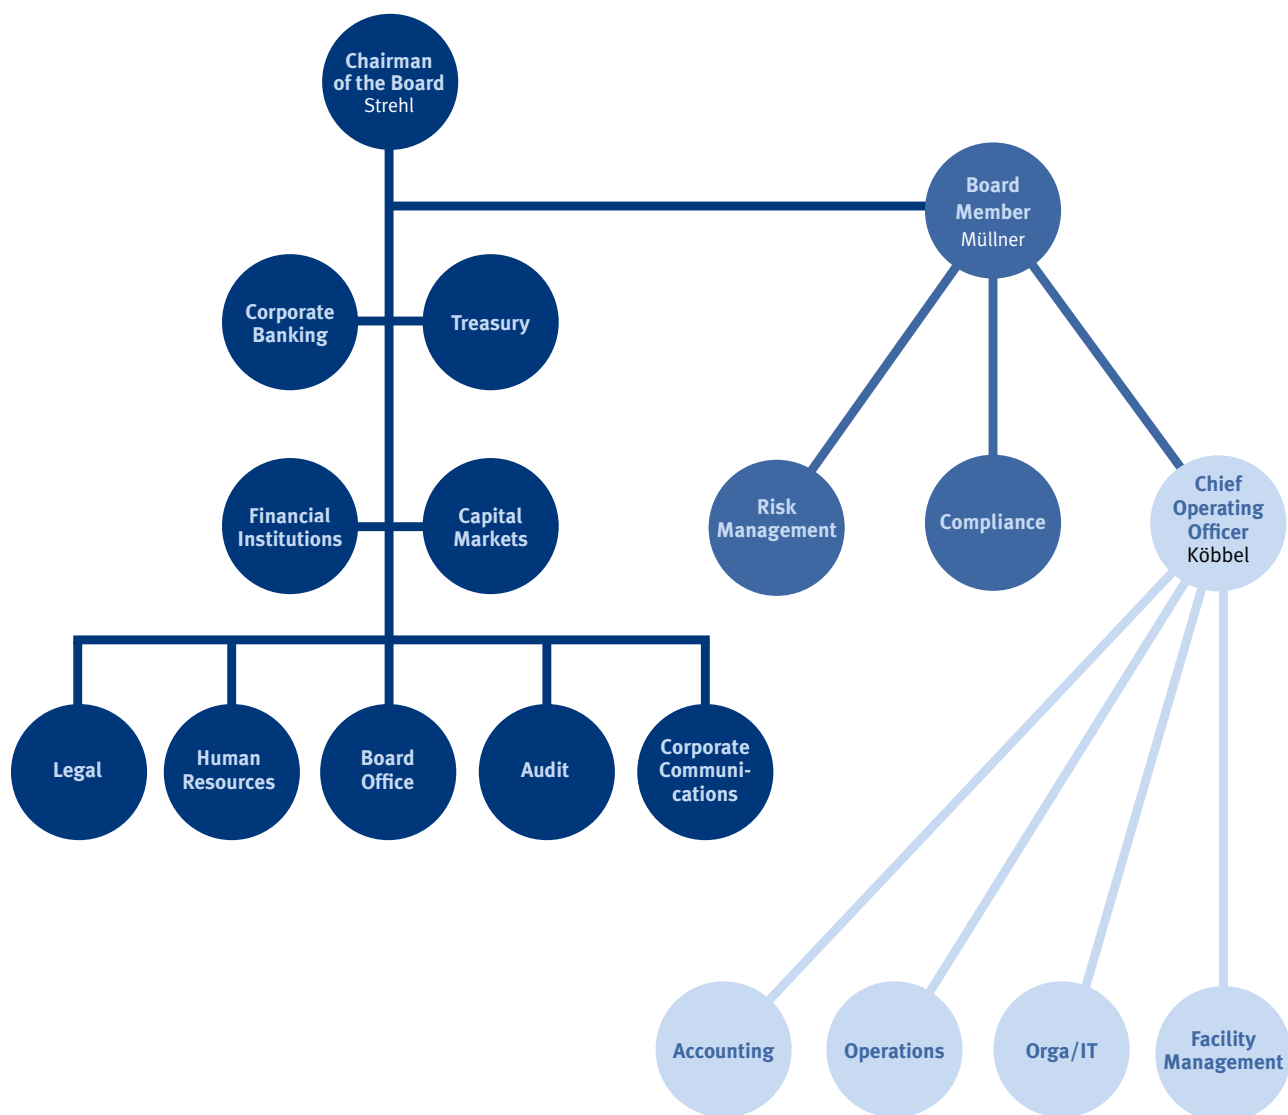 Chairman
of the Board
Strehl
Board
Member
Müllner
Corporate
Banking
Treasury
Financial
Institutions
Capital
Markets
Risk
Management
Compliance
Chief
Operating
Officer
Köbbel
Legal
Human
Resources
Board
Office
Audit
Corporate
Communi-
cations
Accounting
Operations
Orga/IT
Facility
Management